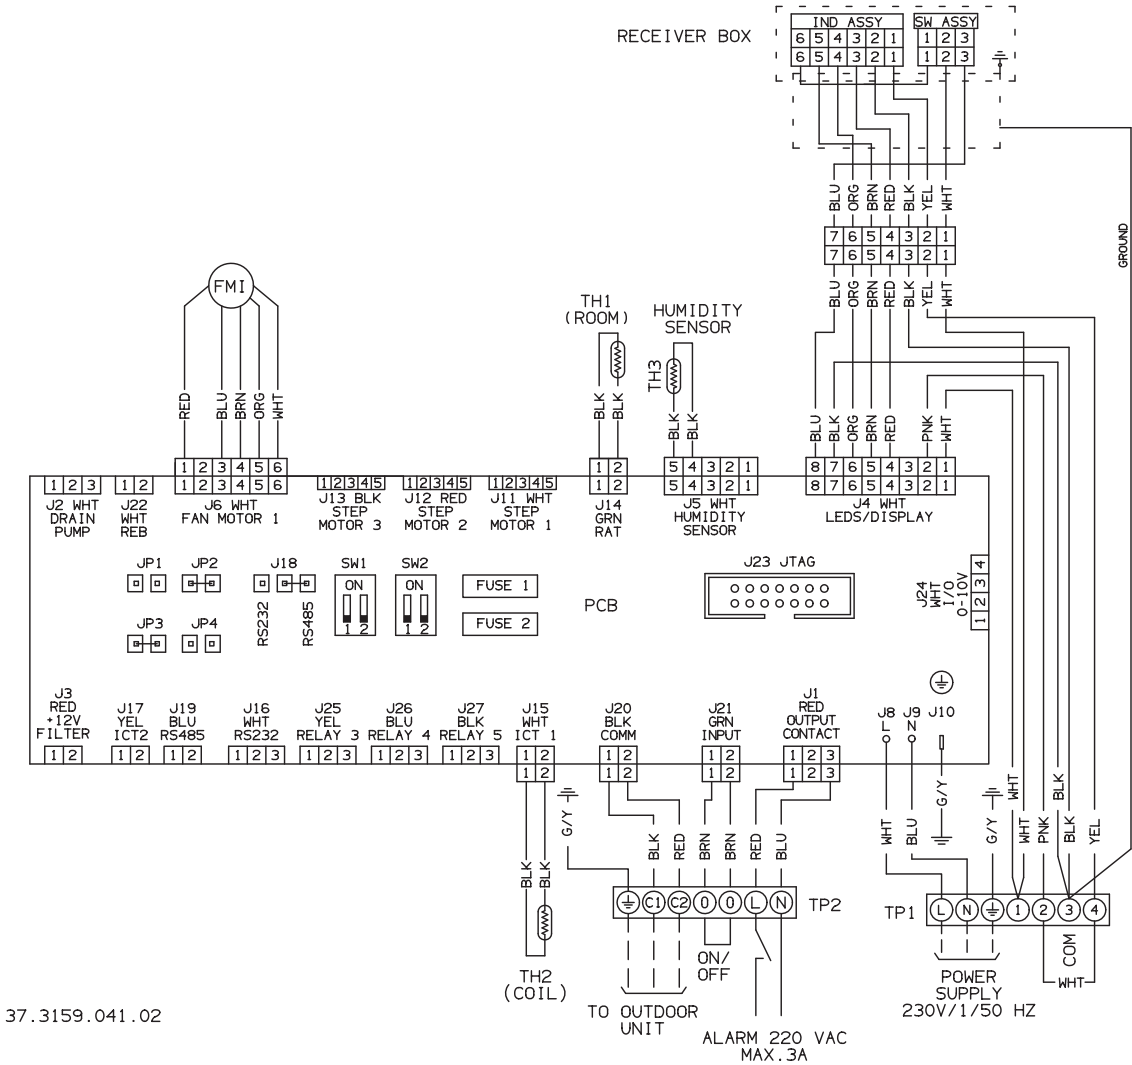 RECEIVER BOX
IND ASSY
SW ASSY
6 5 4 3 2 1
1 2 3
6 5 4 3 2 1
1 2 3
BLU
ORG
BRN
RED
BLK
YEL
WHT
7 6 5 4 3 2 1
7 6 5 4 3 2 1
BLU
ORG
BRN
RED
BLK
YEL
WHT
GROUND
FMI
RED
BLU
BRN
ORG
WHT
TH1
(ROOM)
BLK
BLK
HUMIDITY
SENSOR
TH3
BLK
BLK
BLU
BLK
ORG
BRN
RED
PNK
WHT
1 2 3 4 5 6
1 2
5 4 3 2 1
8 7 6 5 4 3 2 1
1 2 3
1 2
1 2 3 4 5 6
1 2 3 4 5
1 2 3 4 5
1 2 3 4 5
1 2
5 4 3 2 1
8 7 6 5 4 3 2 1
J2 WHT
DRAIN
PUMP
J22
WHT
REB
J6 WHT
FAN MOTOR 1
J13 BLK
STEP
MOTOR 3
J12 RED
STEP
MOTOR 2
J11 WHT
STEP
MOTOR 1
J14
GRN
RAT
J5 WHT
HUMIDITY
SENSOR
J4 WHT
LEDS/DISPLAY
JP1
JP2
J18
RS232
RS485
JP3
JP4
SW1
ON
1 2
SW2
ON
1 2
FUSE 1
FUSE 2
PCB
J23 JTAG
J24
WHT
I/O
0-10V
1 2 3 4
J3
RED
+12V
FILTER
J17
YEL
ICT2
J19
BLU
RS485
J16
WHT
RS232
J25
YEL
RELAY 3
J26
BLU
RELAY 4
J27
BLK
RELAY 5
J15
WHT
ICT 1
J20
BLK
COMM
J21
GRN
INPUT
J1
RED
OUTPUT
CONTACT
J8
L
J9
N
J10
1 2
1 2
1 2
1 2 3
1 2 3
1 2 3
1 2 3
1 2
1 2
1 2
1 2 3
1 2
1 2
1 2
1 2 3
BLK
BLK
G/Y
BLK
RED
BRN
BRN
RED
BLU
WHT
BLU
G/Y
G/Y
WHT
WHT
PNK
BLK
BLK
YEL
C1 C2 0 0 L N
TP2
TP1
L N 1 2 3 4
TH2
(COIL)
ON/
OFF
TO OUTDOOR
UNIT
ALARM 220 VAC
MAX.3A
COM
WHT
POWER
SUPPLY
230V/1/50 HZ
37.3159.041.02